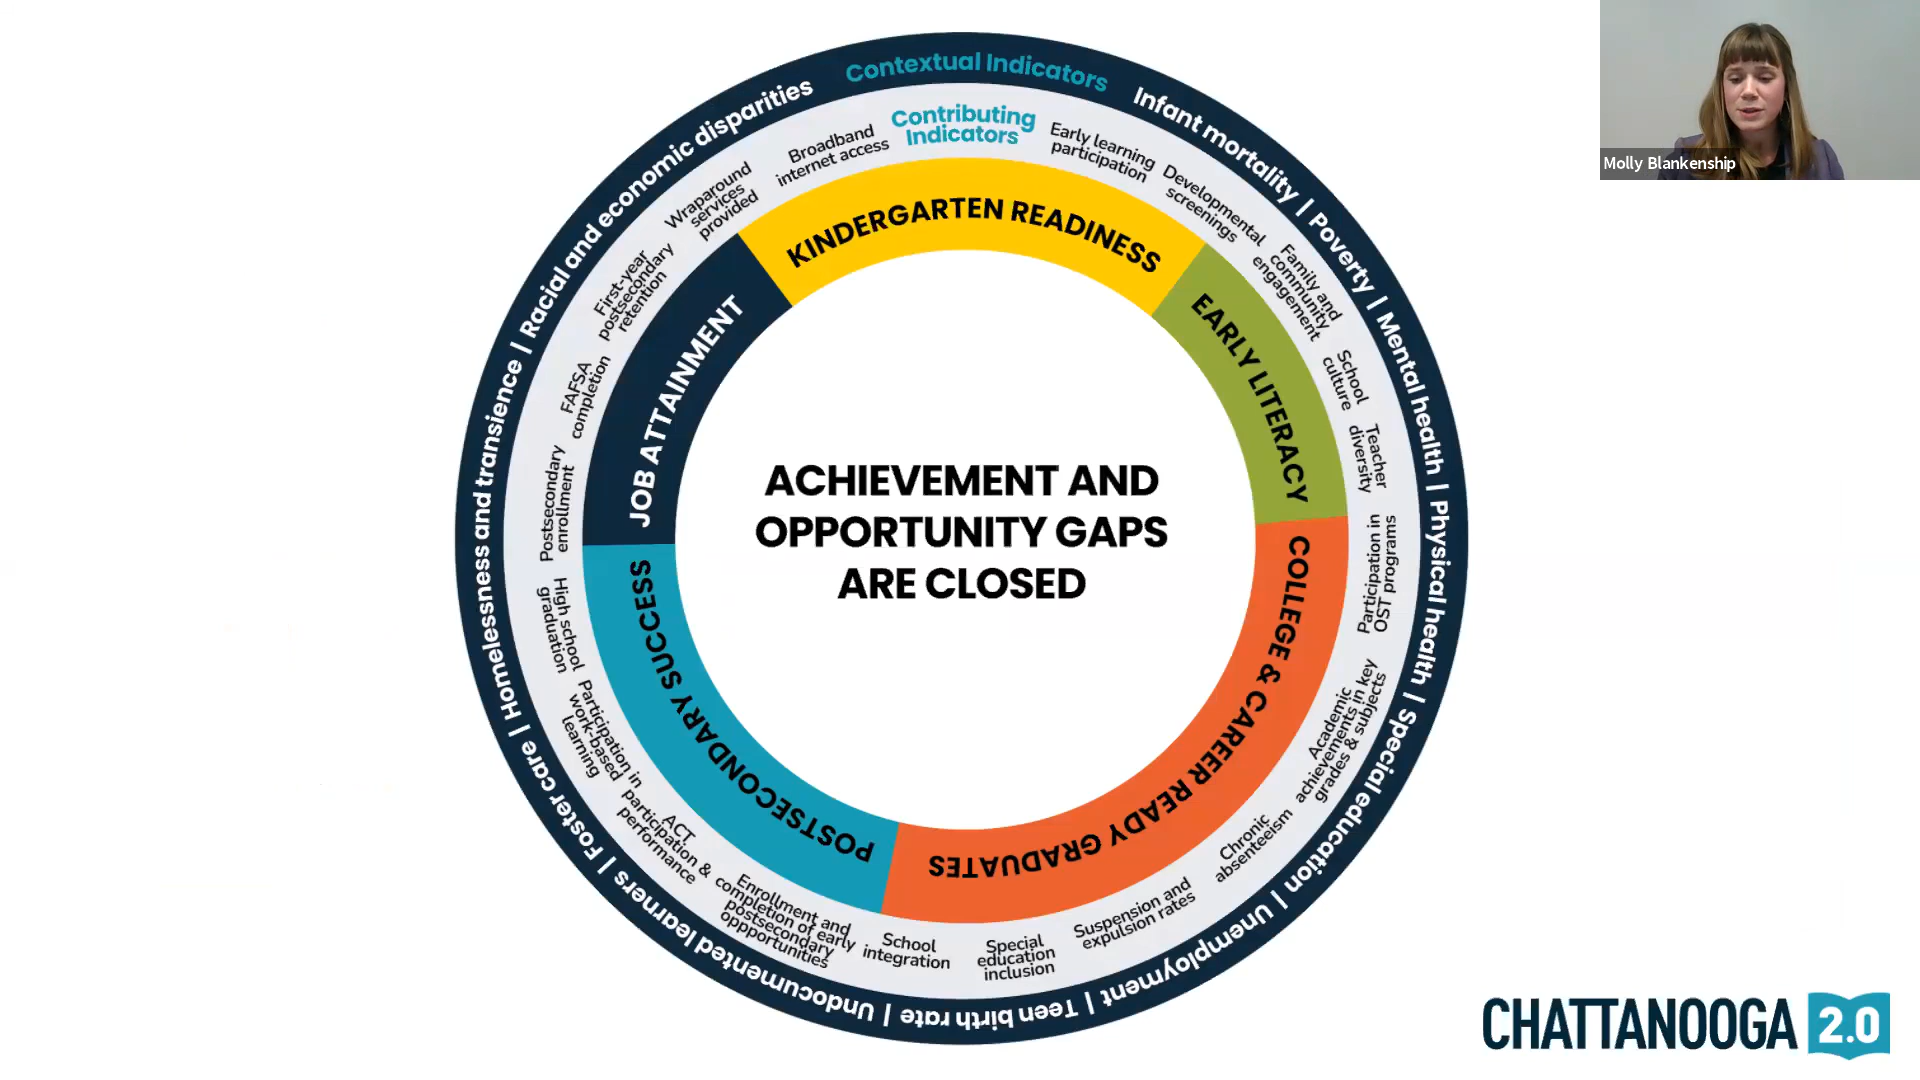 Contextual Indicators
Infant mortality | Poverty | Mental health | Physical health | Special education | Unemployment | Teen birth rate | Undocumented learners | Foster care | Homelessness and transience | Racial and economic disparities
Contributing
Indicators
Early learning
participation
Developmental
screenings
Family and
community
engagement
School
culture
Teacher
diversity
Participation in
OST programs
Academic
achievements in key
grades & subjects
Chronic
absenteeism
Suspension and
expulsion rates
Special
education
inclusion
School
integration
Enrollment and
completion of early
postsecondary
oppportunities
ACT
participation &
performance
Participation in
work-based
learning
High school
graduation
Postsecondary
enrollment
FAFSA
completion
First-year
postsecondary
retention
Wraparound
services
provided
Broadband
internet access
KINDERGARTEN READINESS
EARLY LITERACY
COLLEGE & CAREER READY GRADUATES
POSTSECONDARY SUCCESS
JOB ATTAINMENT
ACHIEVEMENT AND
OPPORTUNITY GAPS
ARE CLOSED
Molly Blankenship
CHATTANOOGA 2.0